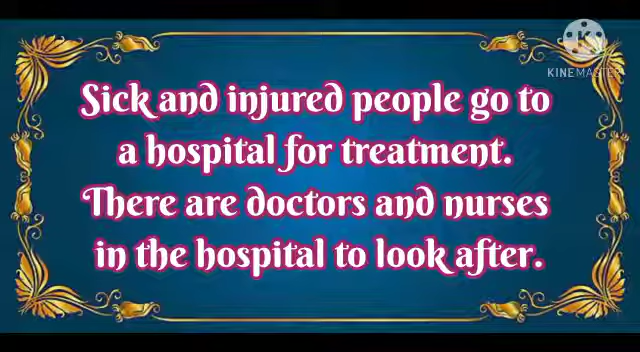 KINEMASTER
Sick and injured people go to
a hospital for treatment.
There are doctors and nurses
in the hospital to look after.